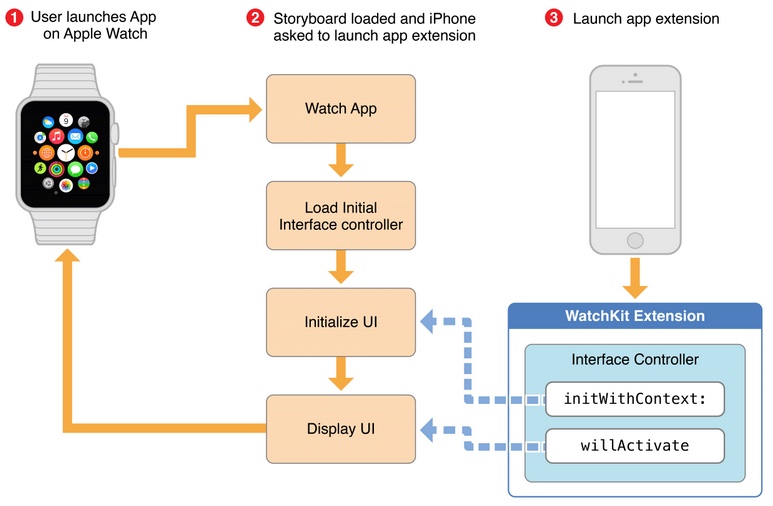 1 User launches App
on Apple Watch
2 Storyboard loaded and iPhone
asked to launch app extension
3 Launch app extension
9
Watch App
Load Initial
Interface controller
Initialize UI
Display UI
WatchKit Extension
Interface Controller
initWithContext:
willActivate